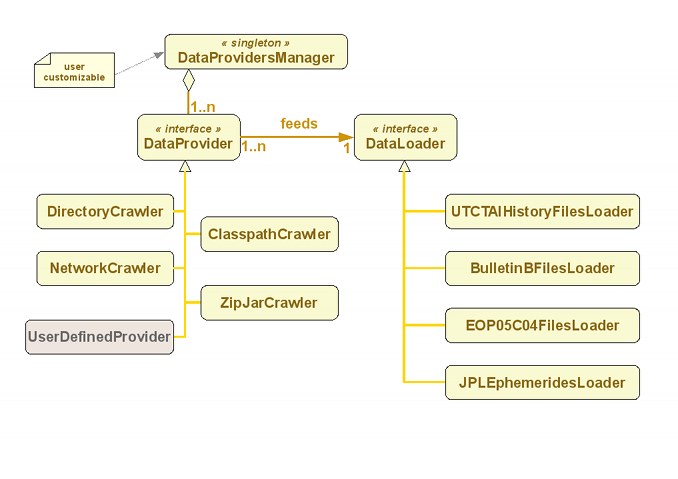 « singleton »
DataProvidersManager
user
customizable
1..n
« interface »
DataProvider
feeds
1..n
1
« interface »
DataLoader
DirectoryCrawler
ClasspathCrawler
NetworkCrawler
ZipJarCrawler
UserDefinedProvider
UTCTAIHistoryFilesLoader
BulletinBFilesLoader
EOP05C04FilesLoader
JPLEphemeridesLoader